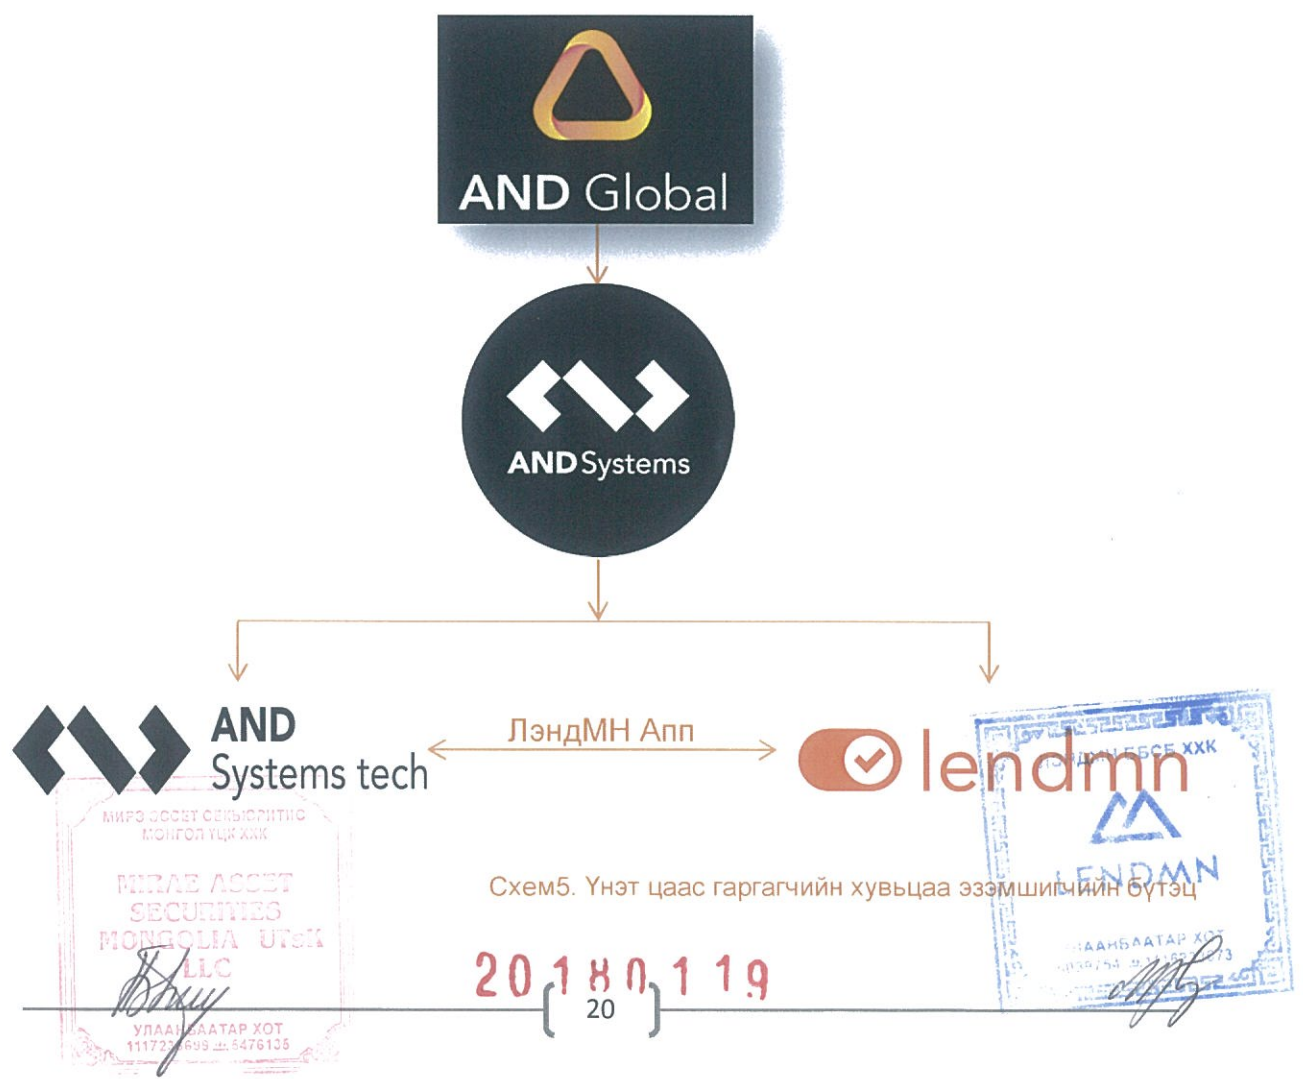 AND Global
AND Systems
AND
Systems tech
ЛэндМН Апп
lendmn
ЛЭНДМН ББСБ ХХК
LENDMN
УЛААНБААТАР ХОТ
МИРЭ ЭССЕТ СЕКЬЮРИТИС
МОНГОЛ ҮЦК ХХК
MIRAE ASSET
SECURITIES
MONGOLIA UTsK
LLC
УЛААНБААТАР ХОТ
5476135
Схем5. Үнэт цаас гаргагчийн хувьцаа эзэмшигчийн бүтэц
20180119
20